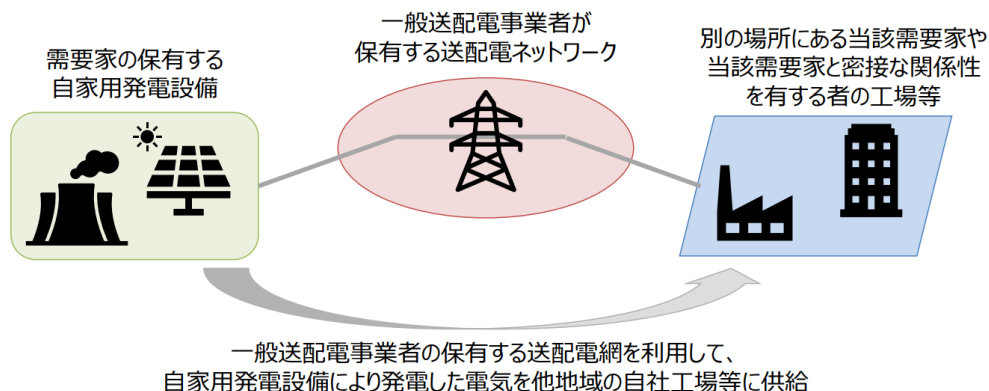 一般送配電事業者が
保有する送配電ネットワーク
需要家の保有する
自家用発電設備
別の場所にある当該需要家や
当該需要家と密接な関係性
を有する者の工場等
一般送配電事業者の保有する送配電網を利用して、
自家用発電設備により発電した電気を他地域の自社工場等に供給